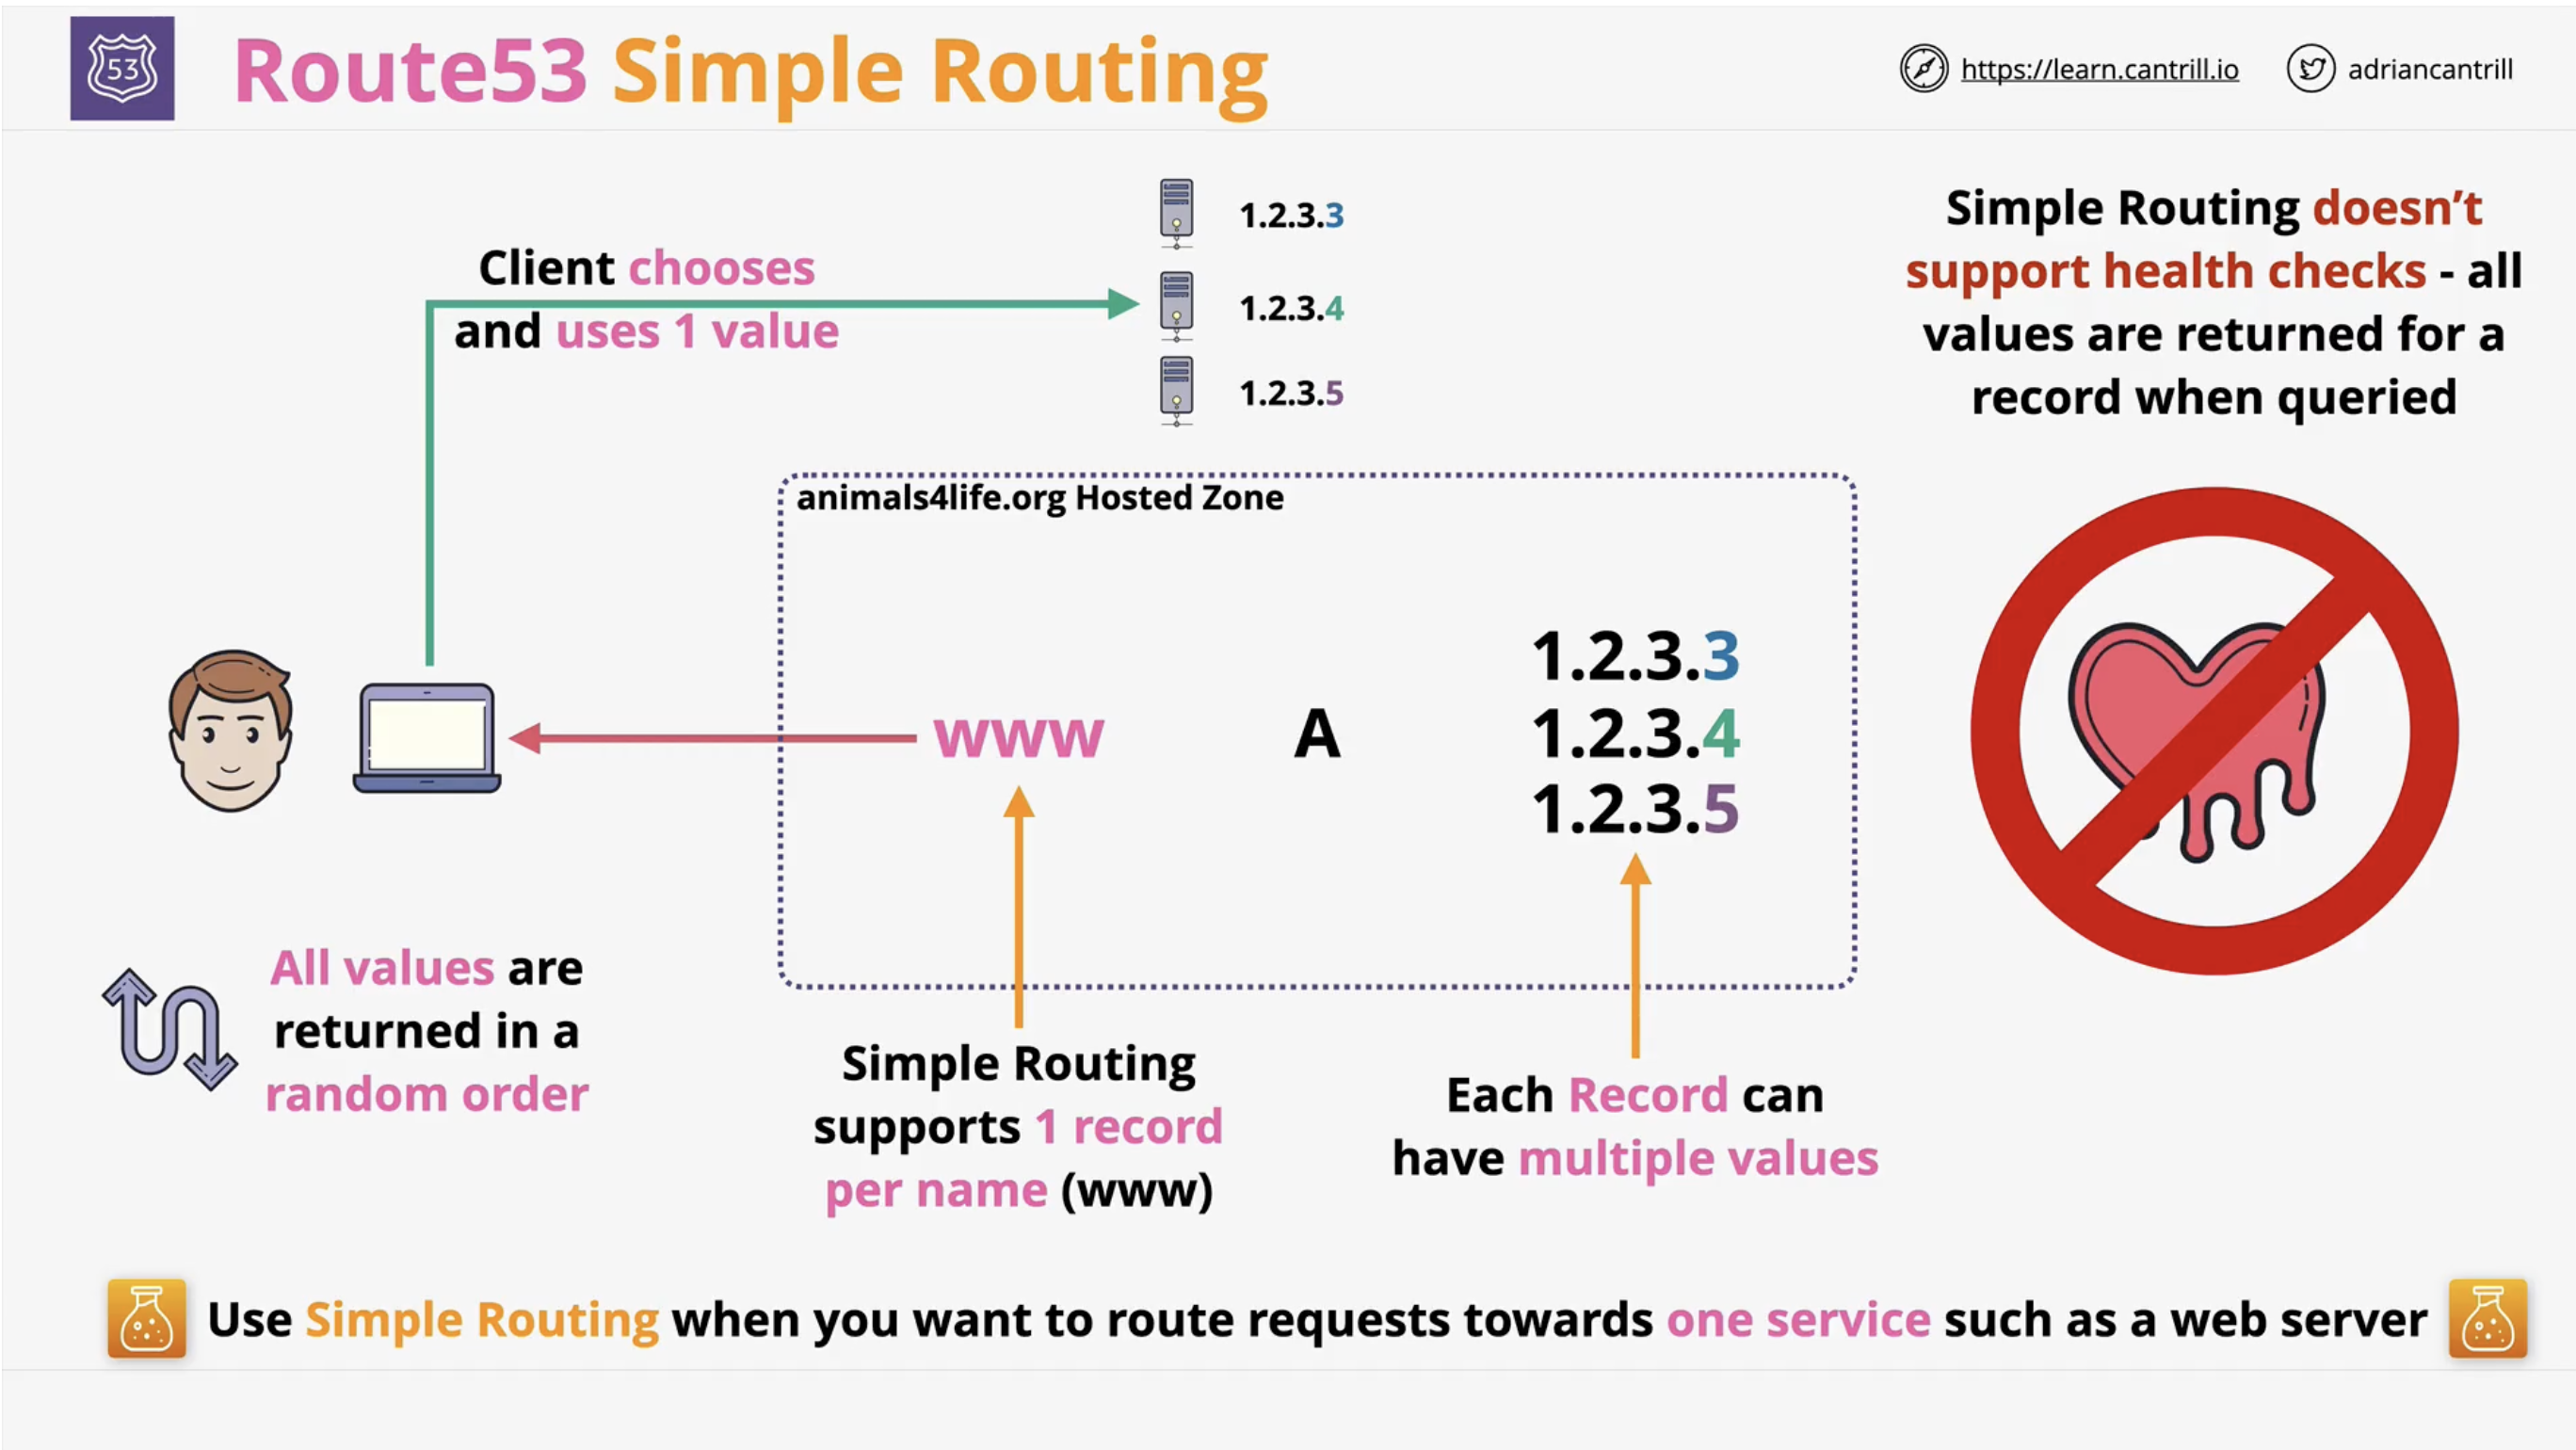 53
Route53 Simple Routing
https://learn.cantrill.io
adriancantrill
Client chooses
and uses 1 value
1.2.3.3
1.2.3.4
1.2.3.5
Simple Routing doesn’t
support health checks - all
values are returned for a
record when queried
animals4life.org Hosted Zone
www
A
1.2.3.3
1.2.3.4
1.2.3.5
All values are
returned in a
random order
Simple Routing
supports 1 record
per name (www)
Each Record can
have multiple values
Use Simple Routing when you want to route requests towards one service such as a web server